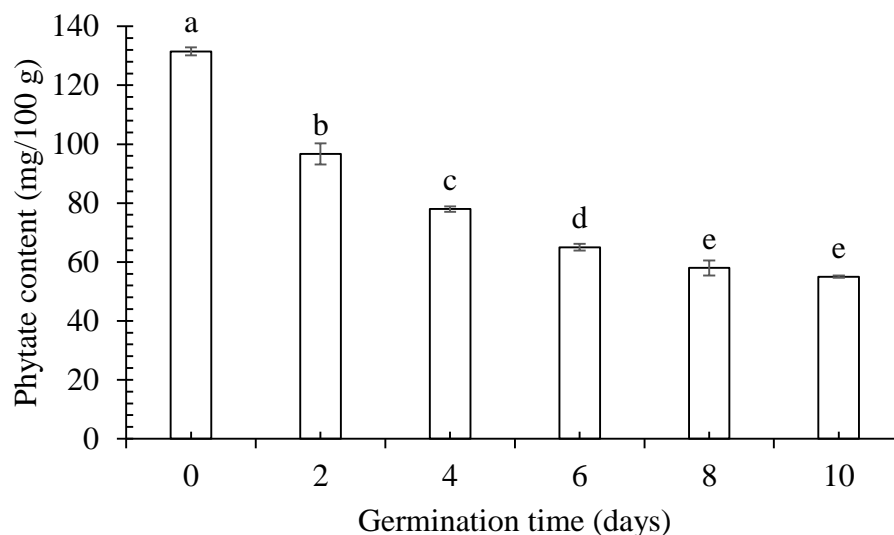 Phytate content (mg/100 g)
140
120
100
80
60
40
20
0
a
b
c
d
e
e
0 2 4 6 8 10
Germination time (days)